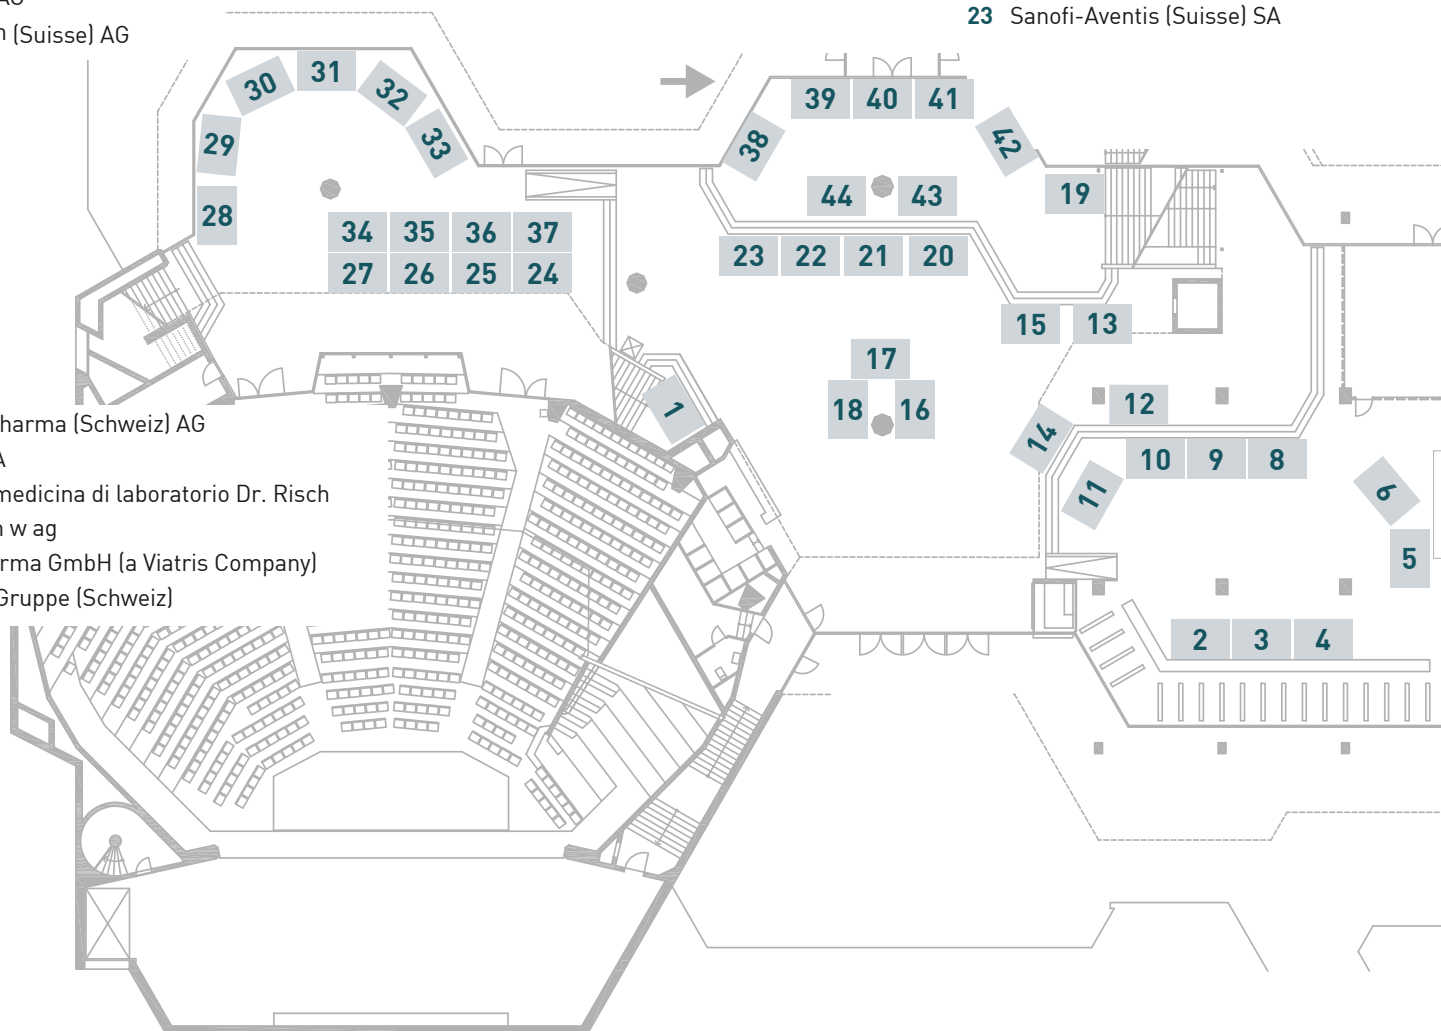 AG
(Suisse) AG
23 Sanofi-Aventis (Suisse) SA
31
30
32
29
33
28
34 35 36 37
27 26 25 24
39 40 41
38
42
44 43
19
23 22 21 20
15 13
17
18 16
1
12
14
10 9 8
11
6
5
2 3 4
harma (Schweiz) AG
A
medicina di laboratorio Dr. Risch
n w ag
rma GmbH (a Viatris Company)
Gruppe (Schweiz)